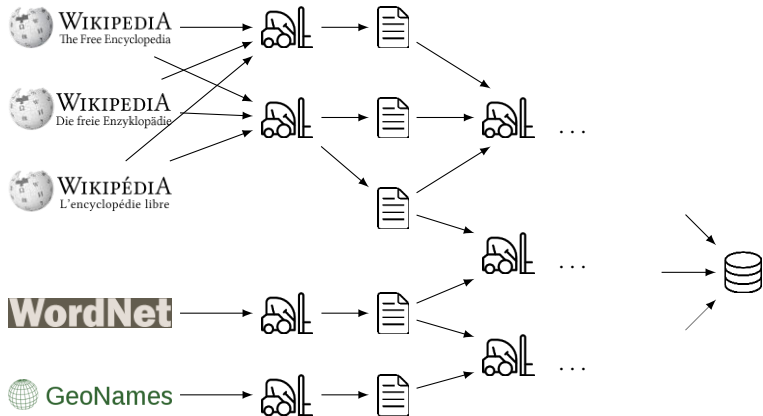 WIKIPEDIA
The Free Encyclopedia
WIKIPEDIA
Die freie Enzyklopädie
WIKIPÉDIA
L'encyclopédie libre
WordNet
GeoNames
...
...
...